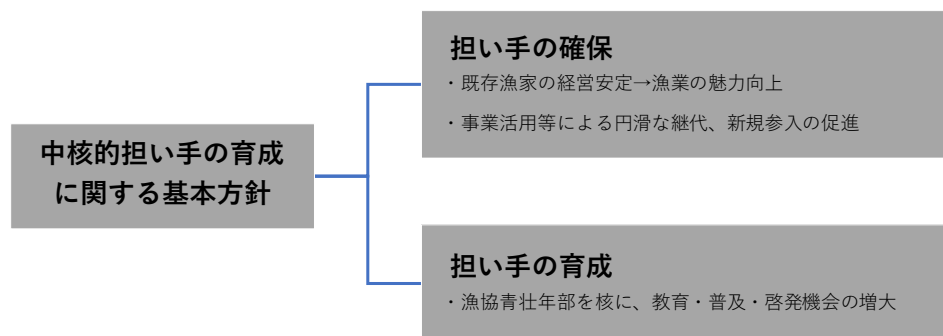 中核的担い手の育成
に関する基本方針
担い手の確保
・既存漁家の経営安定→漁業の魅力向上
・事業活用等による円滑な継代、新規参入の促進
担い手の育成
・漁協青壮年部を核に、教育・普及・啓発機会の増大